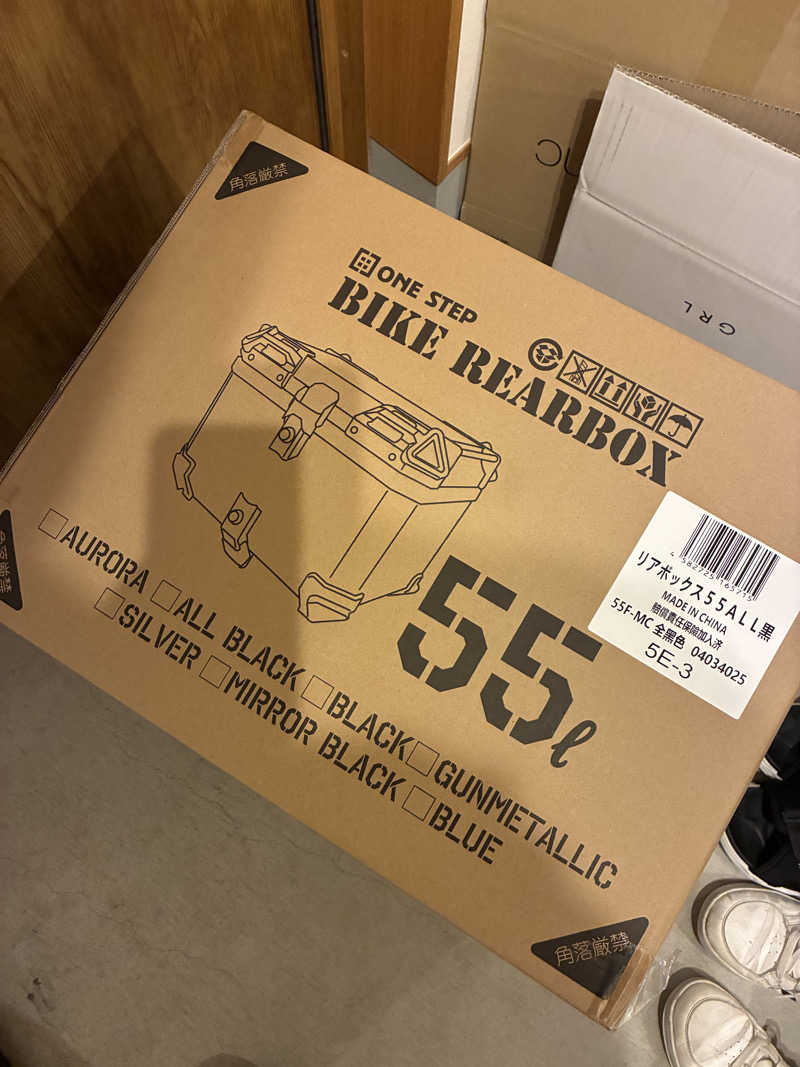 角落厳禁
ONE STEP
BIKE REARBOX
55ℓ
□AURORA □ALL BLACK □BLACK □GUNMETALLIC
□SILVER □MIRROR BLACK □BLUE
リアボックス55ALL黒
MADE IN CHINA
賠償責任保険加入済
55F-MC 全黒色 04034025
5E-3
角落厳禁
角落厳禁
GRL